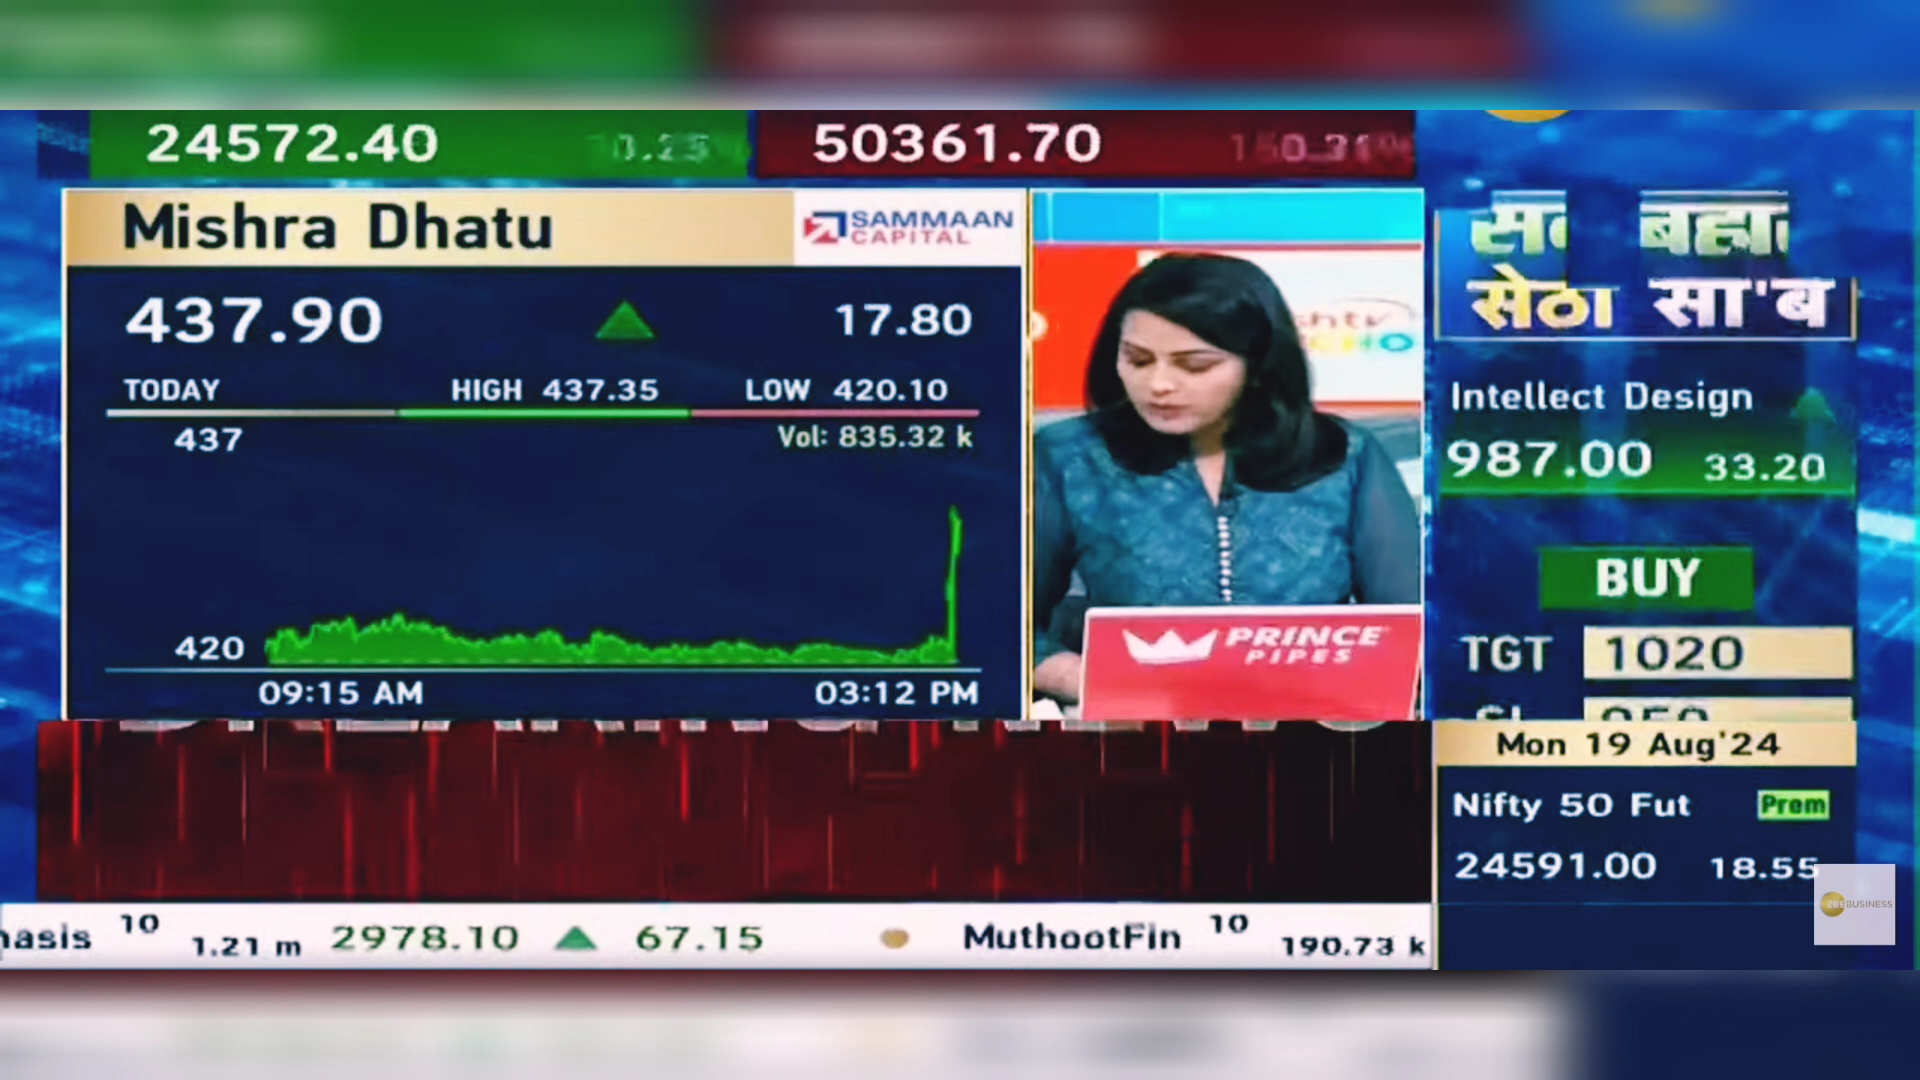 24572.40
50361.70
Mishra Dhatu
SAMMAAN
CAPITAL
437.90 17.80
TODAY HIGH 437.35 LOW 420.10
437 Vol: 835.32 k
420
09:15 AM 03:12 PM
PRINCE
PIPES
सेठा सा'ब
Intellect Design
987.00 33.20
BUY
TGT 1020
Mon 19 Aug'24
Nifty 50 Fut Prem
24591.00 18.55
ZEEBUSINESS
10 1.21 m 2978.10 67.15 MuthootFin 10 190.73 k